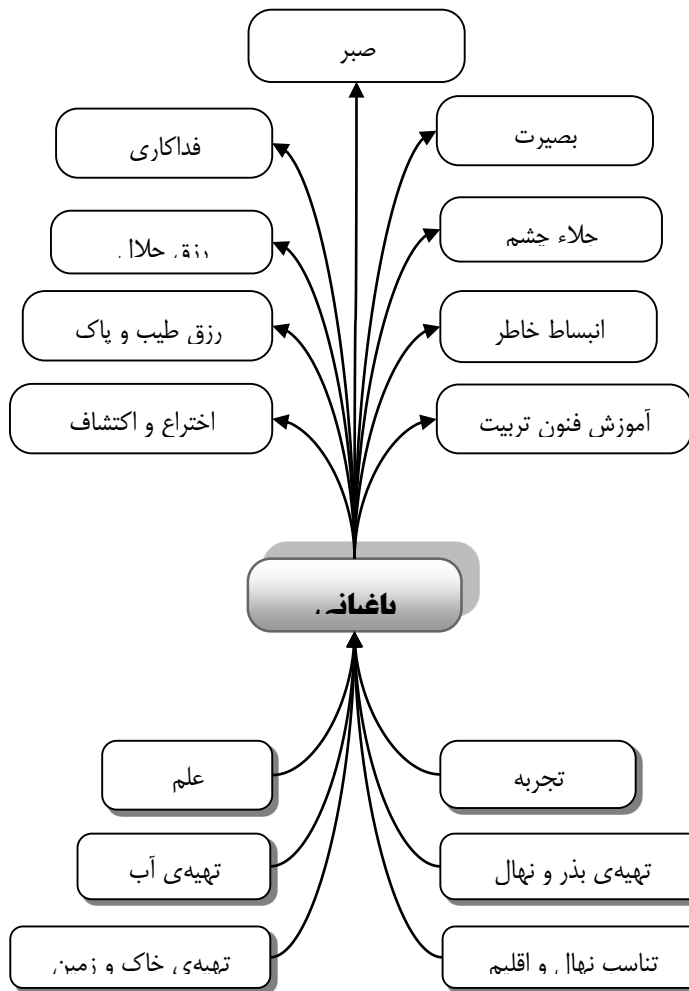 صبر
بصیرت
فداکاری
جلاء چشم
رزق حلال
انبساط خاطر
رزق طیب و پاک
آموزش فنون تربیت
اختراع و اکتشاف
باغبانی
تجربه
علم
تهیه‌ی بذر و نهال
تهیه‌ی آب
تناسب نهال و اقلیم
تهیه‌ی خاک و زمین